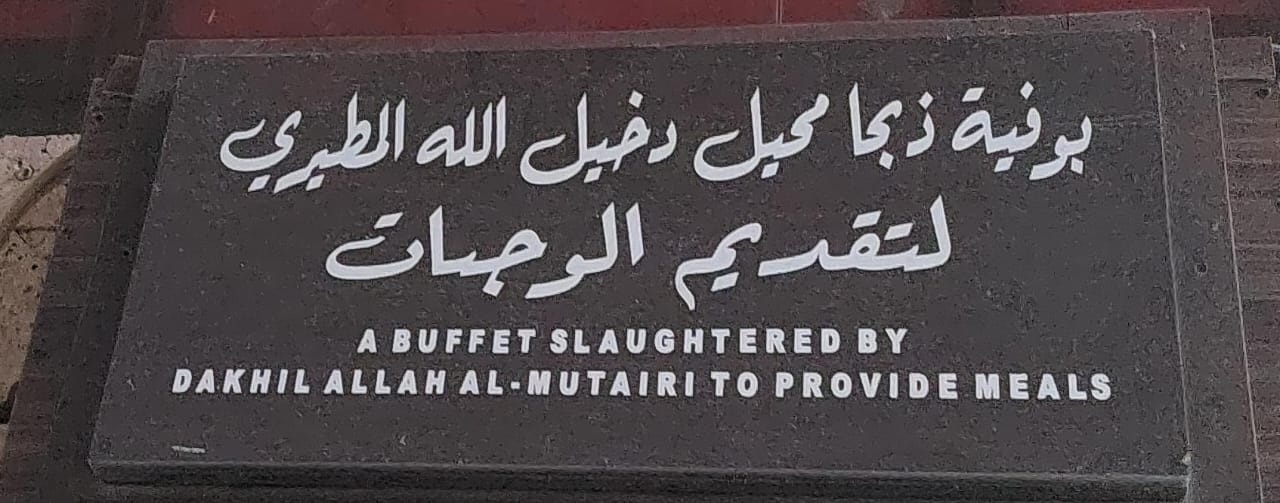 بوفية ذبحا محيل دخيل الله المطيري
لتقديم الوجبات
A BUFFET SLAUGHTERED BY
DAKHIL ALLAH AL-MUTAIRI TO PROVIDE MEALS